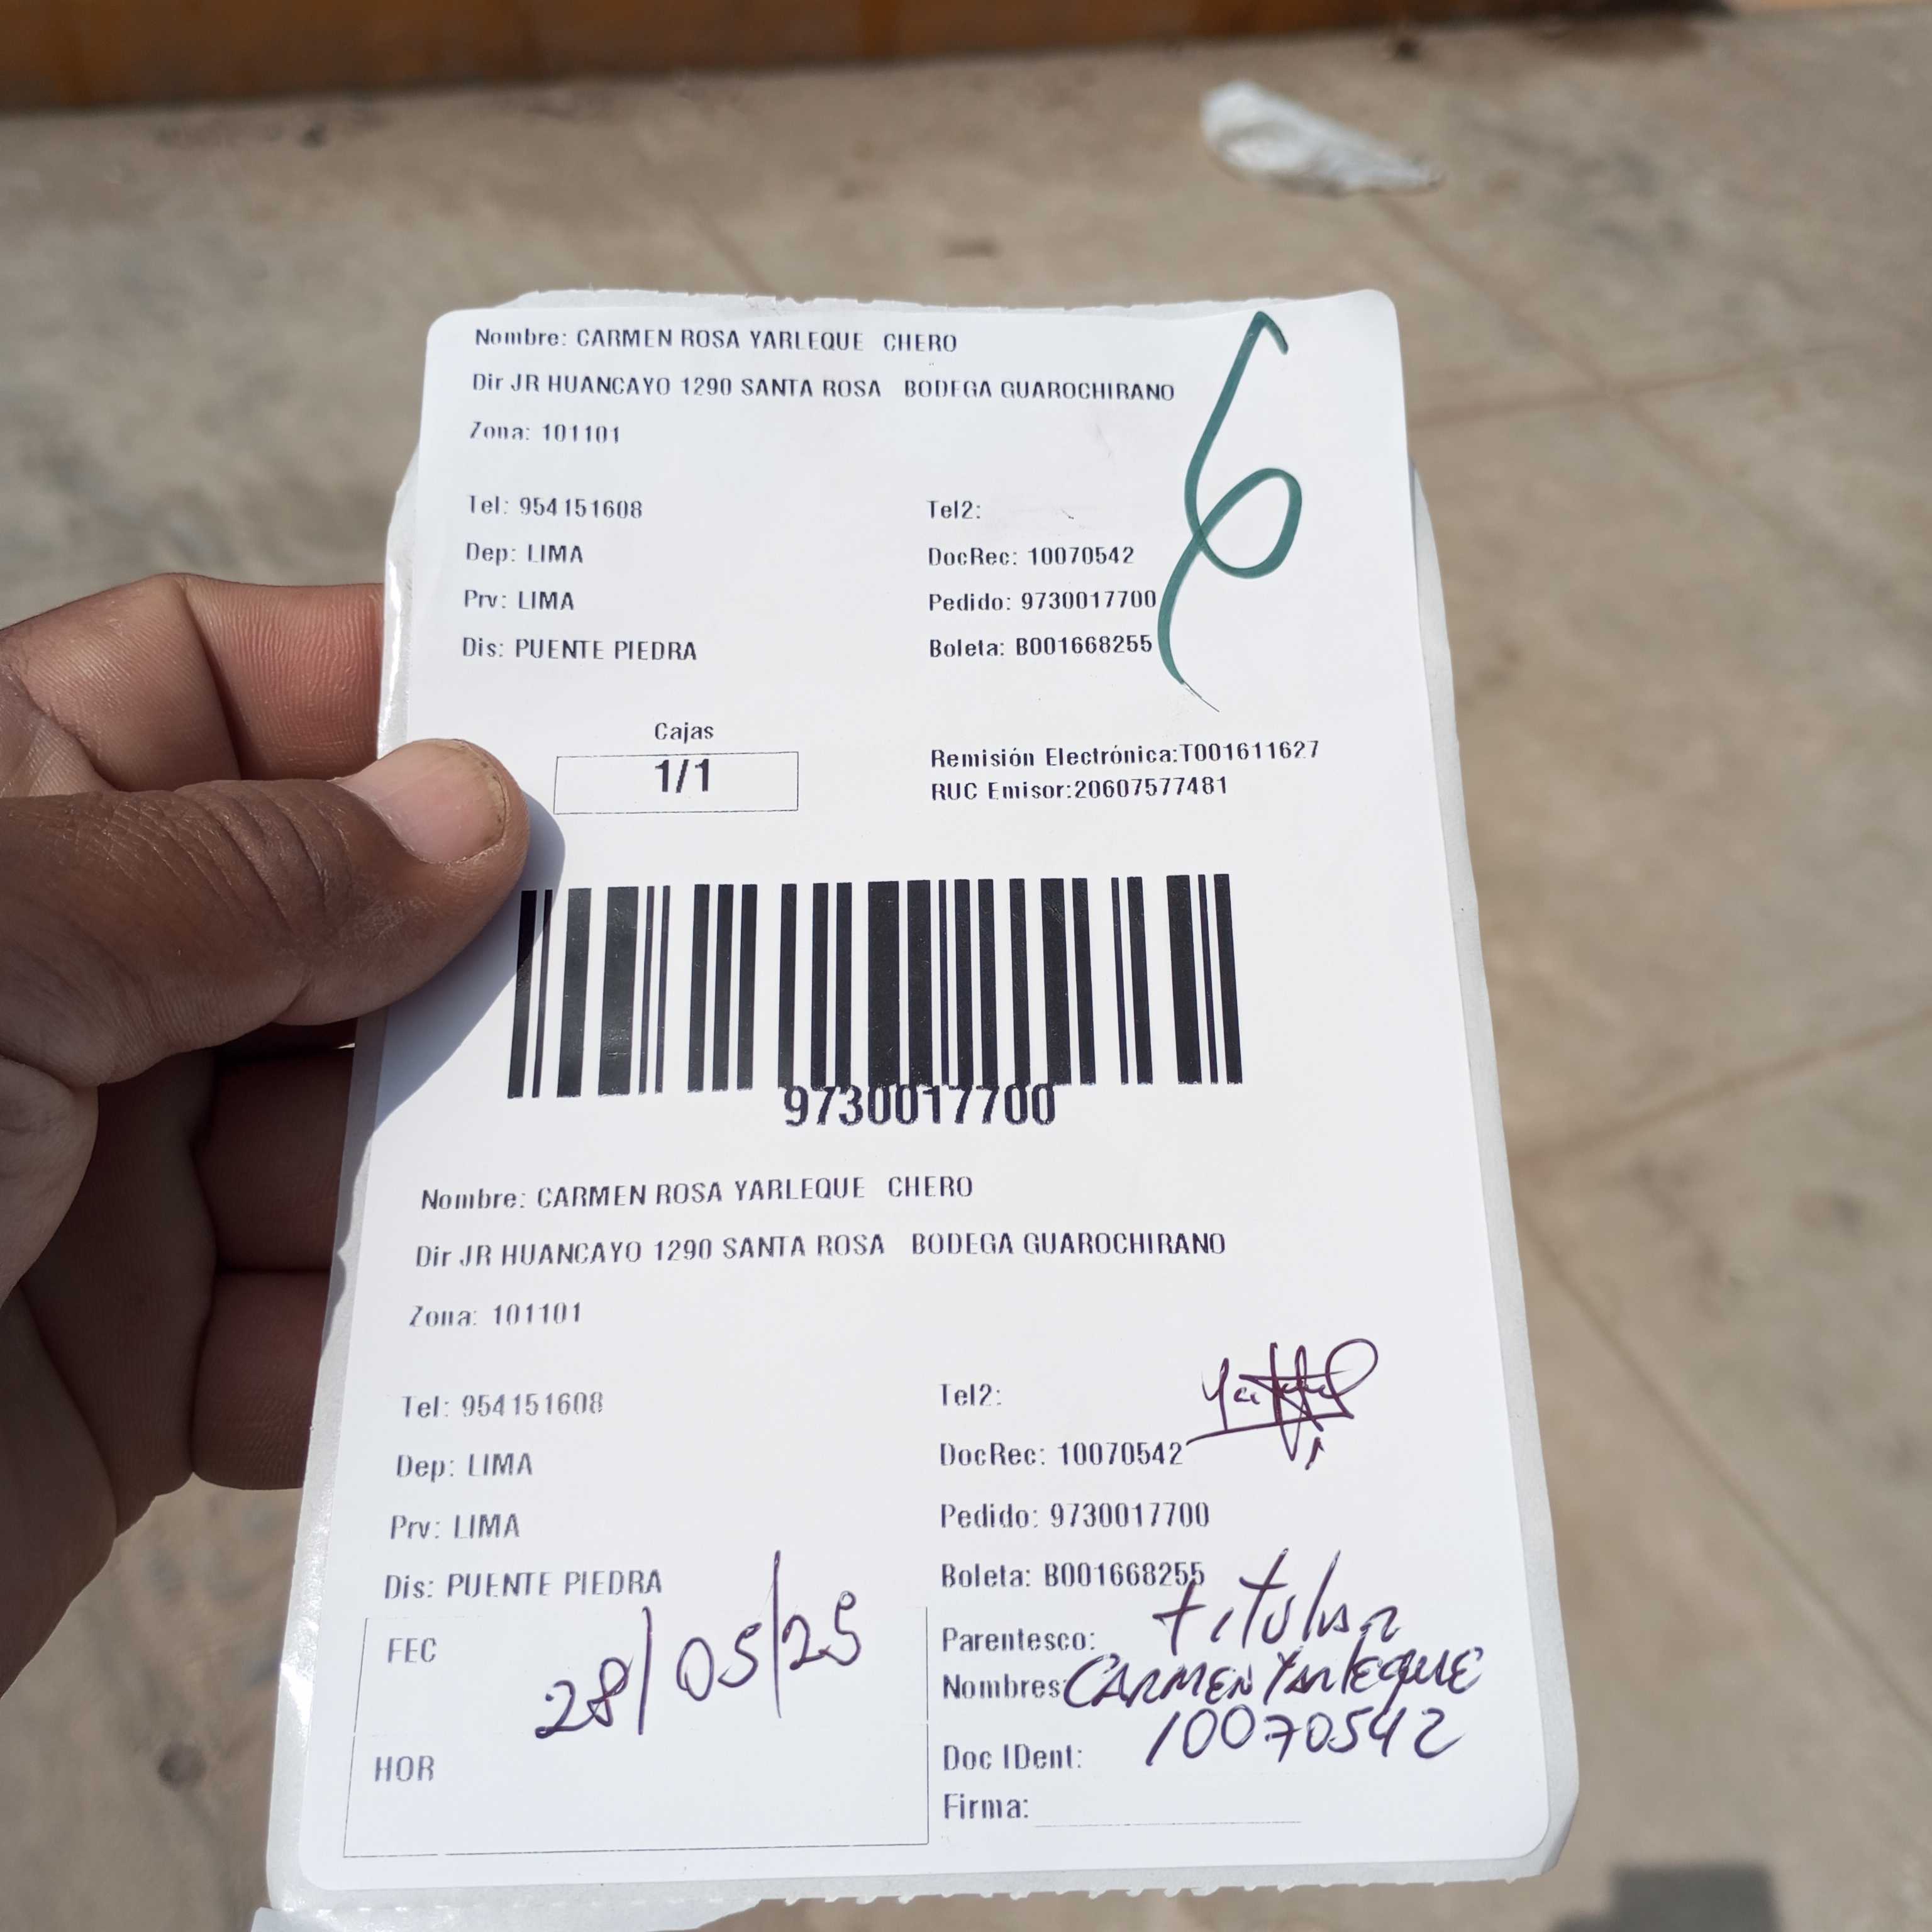 Nombre: CARMEN ROSA YARLEQUE CHERO
Dir JR HUANCAYO 1290 SANTA ROSA BODEGA GUAROCHIRANO
Zona: 101101
6
Tel: 954151608
Tel2:
Dep: LIMA
DocRec: 10070542
Prv: LIMA
Pedido: 9730017700
Dis: PUENTE PIEDRA
Boleta: B001668255
Cajas
1/1
Remisión Electrónica:T001611627
RUC Emisor:20607577481
9730017700
Nombre: CARMEN ROSA YARLEQUE CHERO
Dir JR HUANCAYO 1290 SANTA ROSA BODEGA GUAROCHIRANO
Zona: 101101
Tel: 954151608
Tel2:
Dep: LIMA
DocRec: 10070542
Prv: LIMA
Pedido: 9730017700
Dis: PUENTE PIEDRA
Boleta: B001668255
FEC 28/05/25
Parentesco: titular
Nombres: CARMEN YARLEQUE
HOR
Doc IDent: 10070542
Firma: